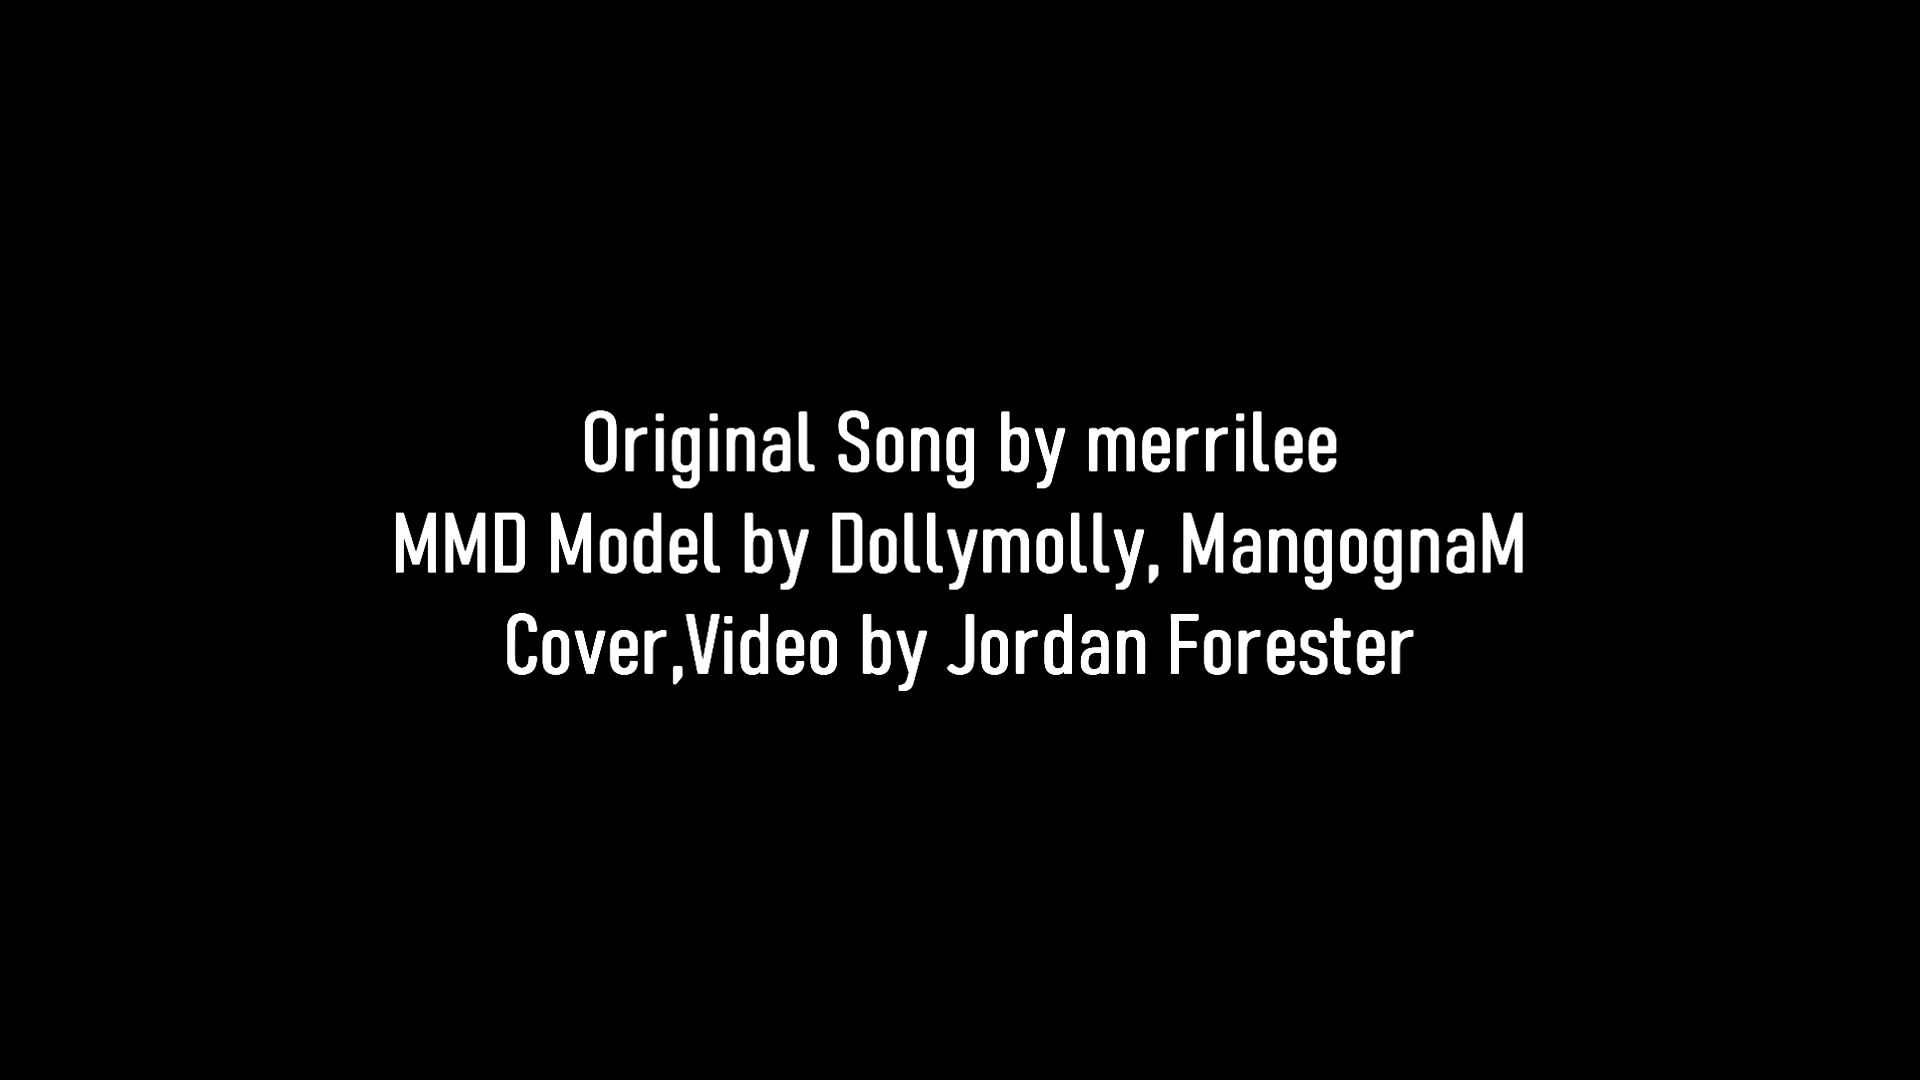 Original Song by merrilee
MMD Model by Dollymolly, MangognaM
Cover,Video by Jordan Forester